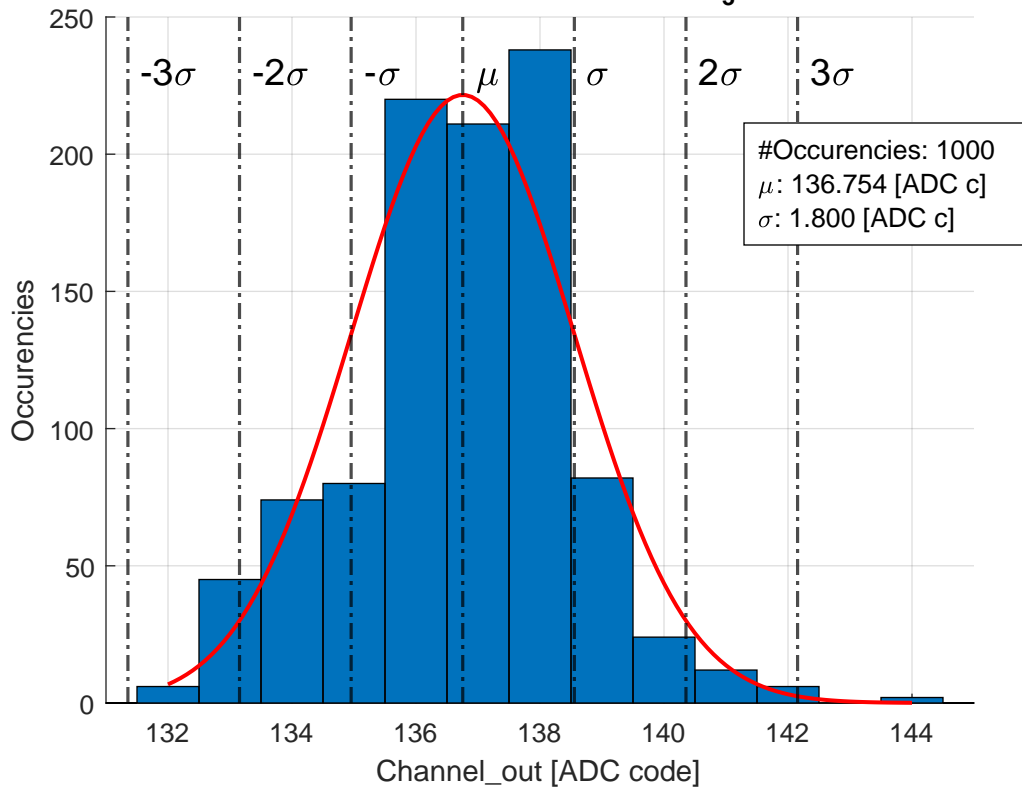 250
200
150
100
50
0
-3σ
-2σ
-σ
μ
σ
2σ
3σ
#Occurencies: 1000
μ: 136.754 [ADC c]
σ: 1.800 [ADC c]
Occurencies
132
134
136
138
140
142
144
Channel_out [ADC code]